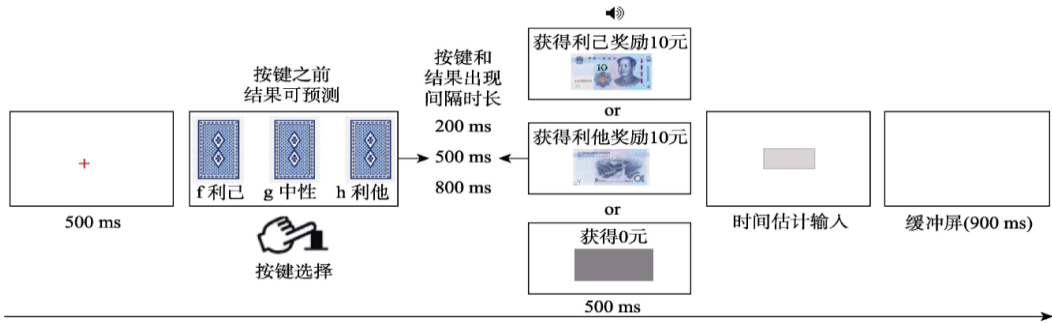 500 ms
按键之前
结果可预测
f 利己 g 中性 h 利他
按键选择
按键和
结果出现
间隔时长
200 ms
500 ms
800 ms
获得利己奖励10元
10
or
获得利他奖励10元
or
获得0元
500 ms
时间估计输入
缓冲屏(900 ms)